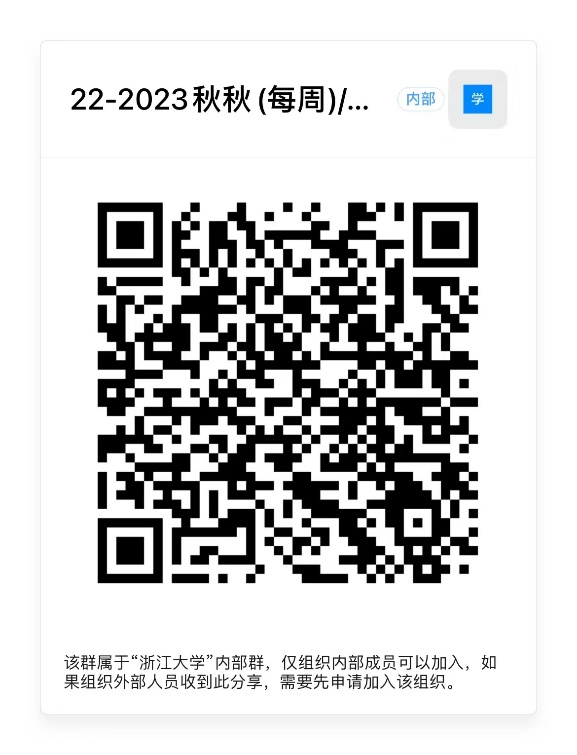 22-2023秋秋 (每周)/...
内部
学
该群属于“浙江大学”内部群，仅组织内部成员可以加入，如
果组织外部人员收到此分享，需要先申请加入该组织。